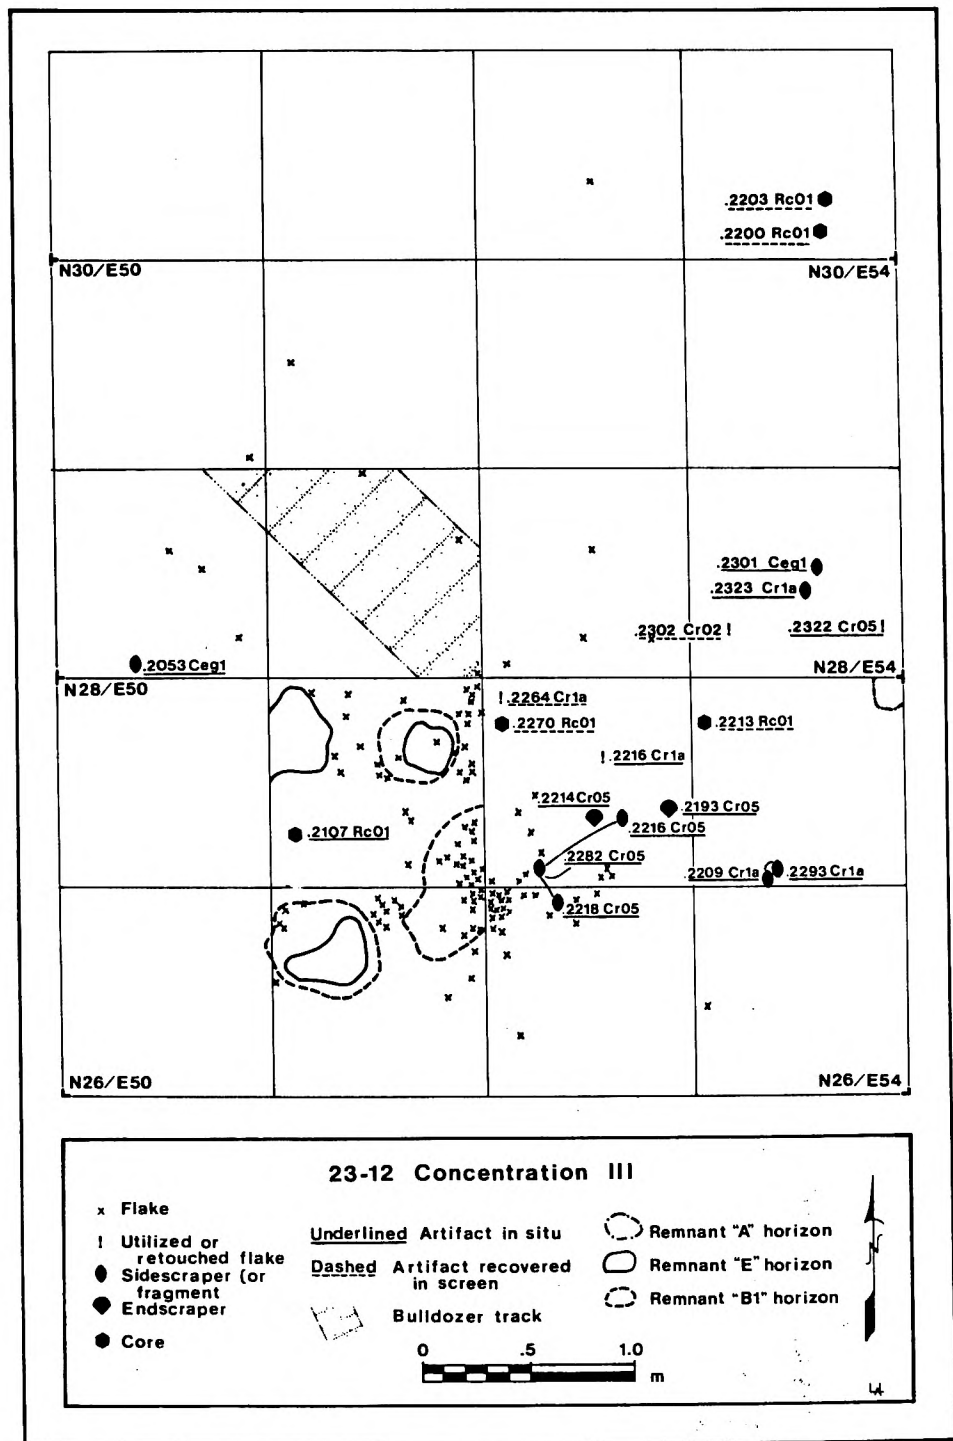 .2203 Rc01
.2200 Rc01
N30/E50
N30/E54
.2301 Ceg1
.2323 Cr1a
.2302 Cr02 !
.2322 Cr05 !
.2053 Ceg1
N28/E50
N28/E54
! .2264 Cr1a
.2270 Rc01
.2213 Rc01
! .2216 Cr1a
.2214 Cr05
.2193 Cr05
.2216 Cr05
.2107 Rc01
.2282 Cr05
.2209 Cr1a
.2293 Cr1a
.2218 Cr05
N26/E50
N26/E54
23-12 Concentration III
x Flake
! Utilized or
retouched flake
Sidescraper (or
fragment
Endscraper
Core
Underlined Artifact in situ
Dashed Artifact recovered
in screen
Bulldozer track
Remnant "A" horizon
Remnant "E" horizon
Remnant "B1" horizon
0 .5 1.0
m
N